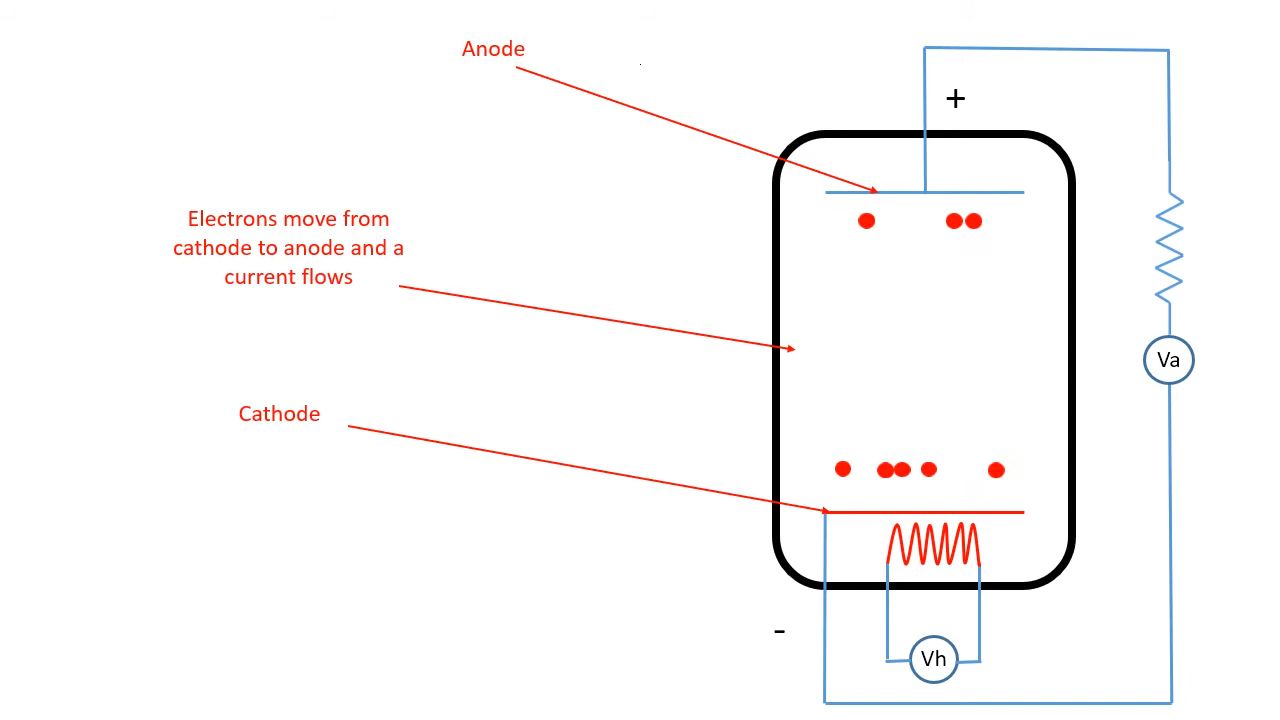 Anode
+
Electrons move from
cathode to anode and a
current flows
Va
Cathode
-
Vh